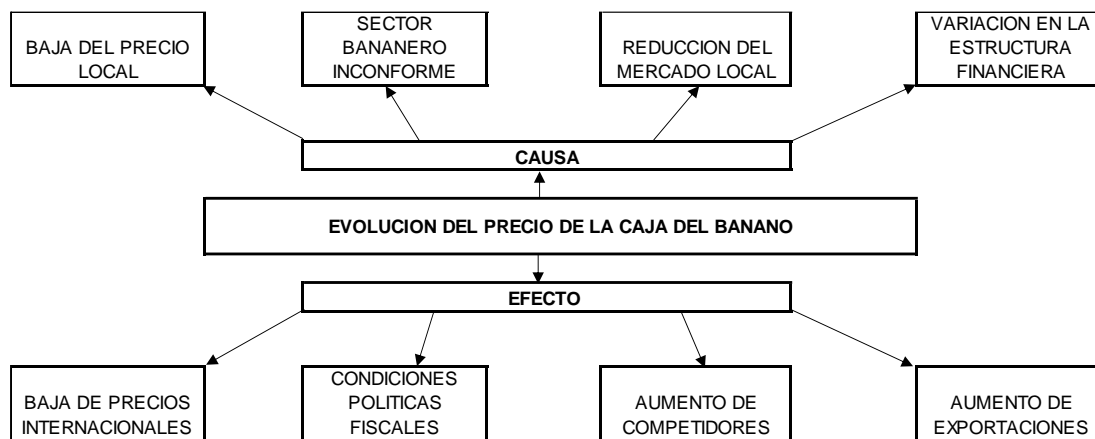 BAJA DEL PRECIO
LOCAL
SECTOR
BANANERO
INCONFORME
REDUCCION DEL
MERCADO LOCAL
VARIACION EN LA
ESTRUCTURA
FINANCIERA
CAUSA
EVOLUCION DEL PRECIO DE LA CAJA DEL BANANO
EFECTO
BAJA DE PRECIOS
INTERNACIONALES
CONDICIONES
POLITICAS
FISCALES
AUMENTO DE
COMPETIDORES
AUMENTO DE
EXPORTACIONES